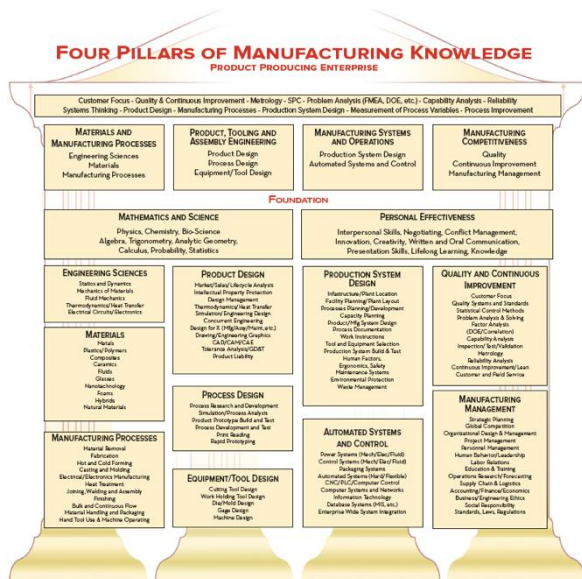 FOUR PILLARS OF MANUFACTURING KNOWLEDGE
PRODUCT PRODUCING ENTERPRISE
Customer Focus - Quality & Continuous Improvement - Metrology - SPC - Problem Analysis (FMEA, DOE, etc.) - Capability Analysis - Reliability
Systems Thinking - Product Design - Manufacturing Processes - Production System Design - Measurement of Process Variables - Process Improvement
MATERIALS AND
MANUFACTURING PROCESSES
Engineering Sciences
Materials
Manufacturing Processes
PRODUCT, TOOLING AND
ASSEMBLY ENGINEERING
Product Design
Process Design
Equipment/Tool Design
MANUFACTURING SYSTEMS
AND OPERATIONS
Production System Design
Automated Systems and Control
MANUFACTURING
COMPETITIVENESS
Quality
Continuous Improvement
Manufacturing Management
FOUNDATION
MATHEMATICS AND SCIENCE
Physics, Chemistry, Bio-Science
Algebra, Trigonometry, Analytic Geometry,
Calculus, Probability, Statistics
PERSONAL EFFECTIVENESS
Interpersonal Skills, Negotiating, Conflict Management,
Innovation, Creativity, Written and Oral Communication,
Presentation Skills, Lifelong Learning, Knowledge
ENGINEERING SCIENCES
Statics and Dynamics
Mechanics of Materials
Fluid Mechanics
Thermodynamics/Heat Transfer
Electrical Circuits/Electronics
MATERIALS
Metals
Plastics/Polymers
Composites
Ceramics
Fluids
Glasses
Nanotechnology
Foams
Hybrids
Natural Materials
MANUFACTURING PROCESSES
Material Removal
Fabrication
Hot and Cold Forming
Casting and Molding
Electrical/Electronics Manufacturing
Heat Treatment
Joining, Welding and Assembly
Finishing
Bulk and Continuous Flow
Material Handling and Packaging
Hand Tool Use & Machine Operating
PRODUCT DESIGN
Market/Sales/Lifecycle Analysis
Intellectual Property Protection
Design Management
Thermodynamics/Heat Transfer
Simulation/Engineering Design
Concurrent Engineering
Design for X (Mfg/Assy/Maint, etc.)
Drawing/Engineering Graphics
CAD/CAM/CAE
Tolerance Analysis/GD&T
Product Liability
PROCESS DESIGN
Process Research and Development
Simulation/Process Analysis
Product Prototype Build and Test
Process Development and Test
Print Reading
Rapid Prototyping
EQUIPMENT/TOOL DESIGN
Cutting Tool Design
Work Holding Tool Design
Die/Mold Design
Gage Design
Machine Design
PRODUCTION SYSTEM
DESIGN
Infrastructure/Plant Location
Facility Planning/Plant Layout
Processes Planning/Development
Capacity Planning
Product/Mfg System Design
Process Documentation
Work Instructions
Tool and Equipment Selection
Production System Build & Test
Human Factors,
Ergonomics, Safety
Maintenance Systems
Environmental Protection
Waste Management
AUTOMATED SYSTEMS
AND CONTROL
Power Systems (Mech/Elec/Fluid)
Control Systems (Mech/Elec/Fluid)
Packaging Systems
Automated Systems (Hard/Flexible)
CNC/PLC/Computer Control
Computer Systems and Networks
Information Technology
Database Systems (MIS, etc.)
Enterprise Wide System Integration
QUALITY AND CONTINUOUS
IMPROVEMENT
Customer Focus
Quality Systems and Standards
Statistical Control Methods
Problem Analysis & Solving
Factor Analysis
(DOE/Correlation)
Capability Analysis
Inspection/Test/Validation
Metrology
Reliability Analysis
Continuous Improvement/Lean
Customer and Field Service
MANUFACTURING
MANAGEMENT
Strategic Planning
Global Competition
Organizational Design & Management
Project Management
Personnel Management
Human Behavior/Leadership
Labor Relations
Education & Training
Operations Research/Forecasting
Supply Chain & Logistics
Accounting/Finance/Economics
Business/Engineering Ethics
Social Responsibility
Standards, Laws, Regulations